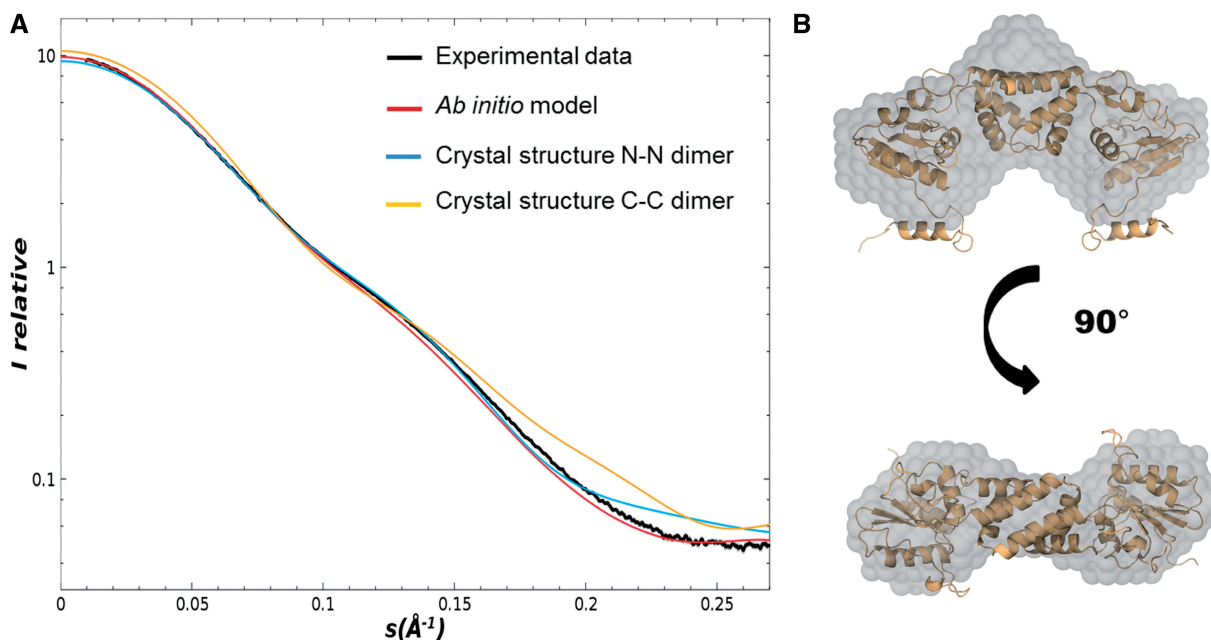 A
Experimental data
Ab initio model
Crystal structure N-N dimer
Crystal structure C-C dimer
10
1
0.1
I relative
0
0.05
0.1
0.15
0.2
0.25
s(Å-1)
B
90°